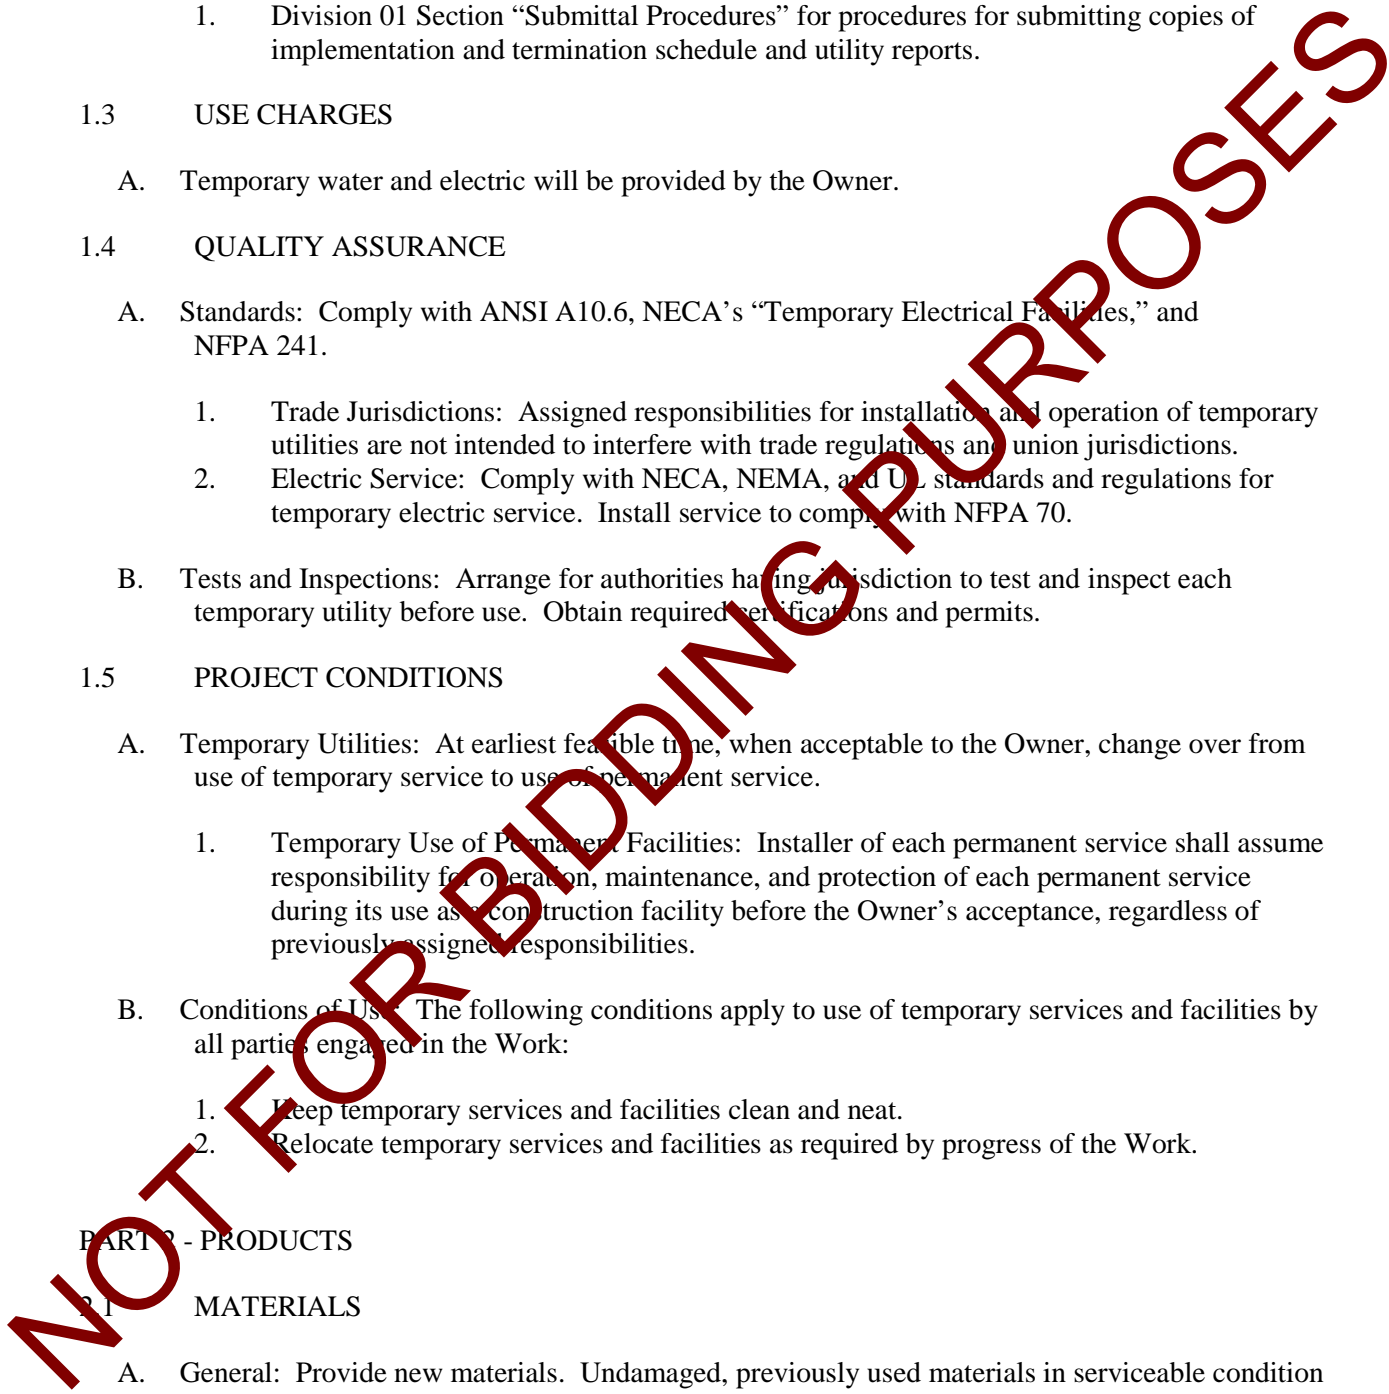 1. Division 01 Section “Submittal Procedures” for procedures for submitting copies of
implementation and termination schedule and utility reports.
1.3 USE CHARGES
A. Temporary water and electric will be provided by the Owner.
1.4 QUALITY ASSURANCE
A. Standards: Comply with ANSI A10.6, NECA’s “Temporary Electrical Facilities,” and
NFPA 241.
1. Trade Jurisdictions: Assigned responsibilities for installation and operation of temporary
utilities are not intended to interfere with trade regulations and union jurisdictions.
2. Electric Service: Comply with NECA, NEMA, and UL standards and regulations for
temporary electric service. Install service to comply with NFPA 70.
B. Tests and Inspections: Arrange for authorities having jurisdiction to test and inspect each
temporary utility before use. Obtain required certifications and permits.
1.5 PROJECT CONDITIONS
A. Temporary Utilities: At earliest feasible time, when acceptable to the Owner, change over from
use of temporary service to use of permanent service.
1. Temporary Use of Permanent Facilities: Installer of each permanent service shall assume
responsibility for operation, maintenance, and protection of each permanent service
during its use as a construction facility before the Owner’s acceptance, regardless of
previously assigned responsibilities.
B. Conditions of Use: The following conditions apply to use of temporary services and facilities by
all parties engaged in the Work:
1. Keep temporary services and facilities clean and neat.
2. Relocate temporary services and facilities as required by progress of the Work.
PART 2 - PRODUCTS
2.1 MATERIALS
A. General: Provide new materials. Undamaged, previously used materials in serviceable condition
NOT FOR BIDDING PURPOSES